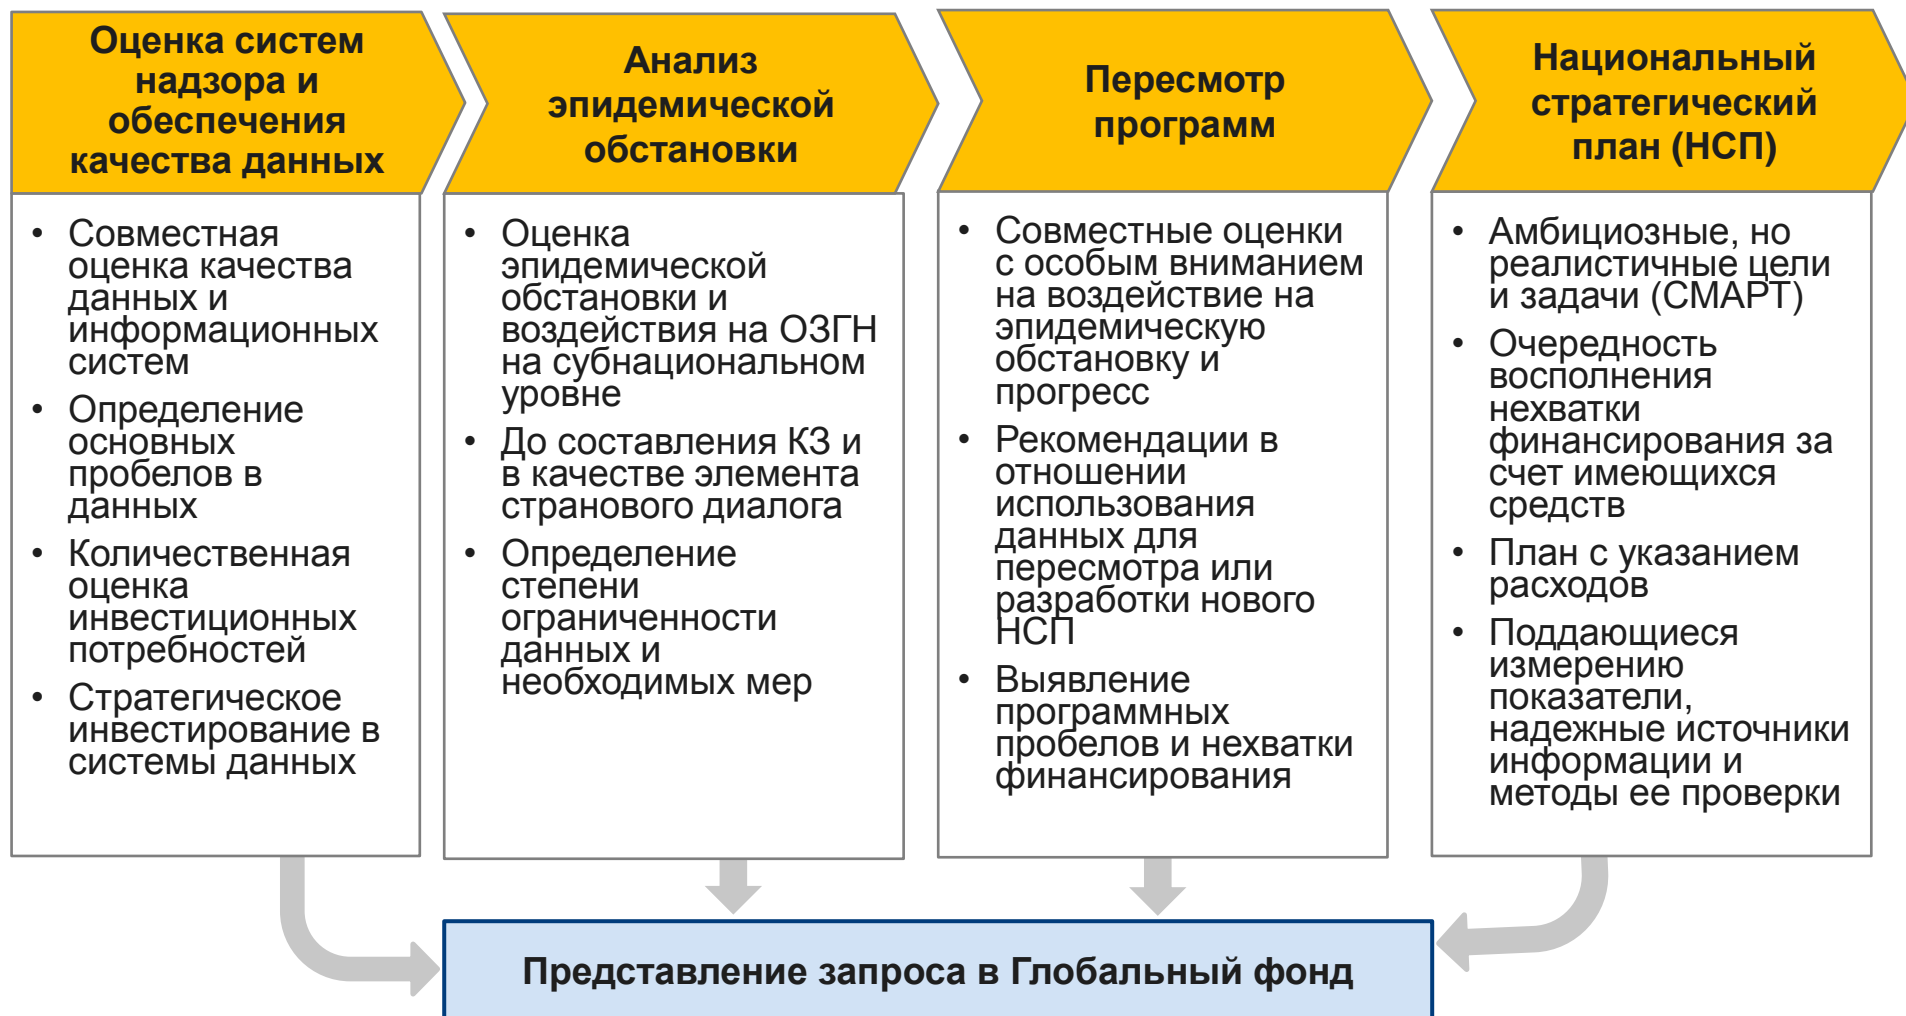 Оценка систем
надзора и
обеспечения
качества данных
• Совместная
оценка качества
данных и
информационных
систем
• Определение
основных
пробелов в
данных
• Количественная
оценка
инвестиционных
потребностей
• Стратегическое
инвестирование в
системы данных
Анализ
эпидемической
обстановки
• Оценка
эпидемической
обстановки и
воздействия на ОЗГН
на субнациональном
уровне
• До составления КЗ и
в качестве элемента
странового диалога
• Определение
степени
ограниченности
данных и
необходимых мер
Пересмотр
программ
• Совместные оценки
с особым вниманием
на воздействие на
эпидемическую
обстановку и
прогресс
• Рекомендации в
отношении
использования
данных для
пересмотра или
разработки нового
НСП
• Выявление
программных
пробелов и нехватки
финансирования
Национальный
стратегический
план (НСП)
• Амбициозные, но
реалистичные цели
и задачи (СМАРТ)
• Очередность
восполнения
нехватки
финансирования за
счет имеющихся
средств
• План с указанием
расходов
• Поддающиеся
измерению
показатели,
надежные источники
информации и
методы ее проверки
Представление запроса в Глобальный фонд